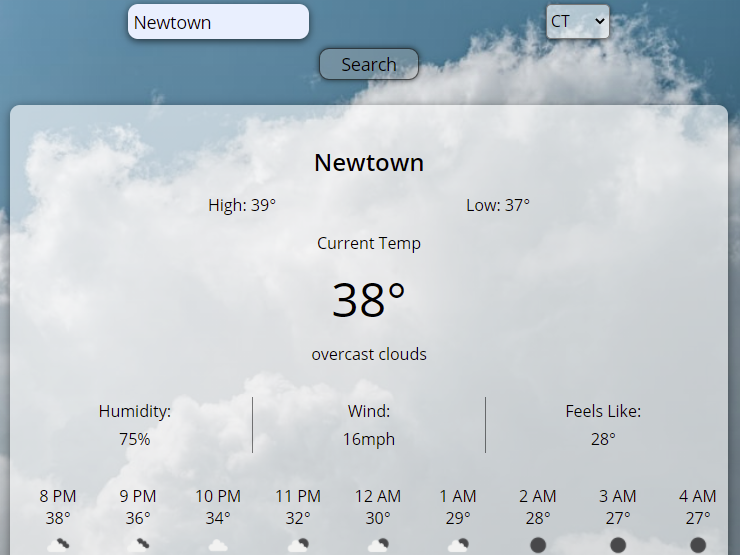 Newtown
CT
Search
Newtown
High: 39° Low: 37°
Current Temp
38°
overcast clouds
Humidity: Wind: Feels Like:
75% 16mph 28°
8 PM 9 PM 10 PM 11 PM 12 AM 1 AM 2 AM 3 AM 4 AM
38° 36° 34° 32° 30° 29° 28° 27° 27°